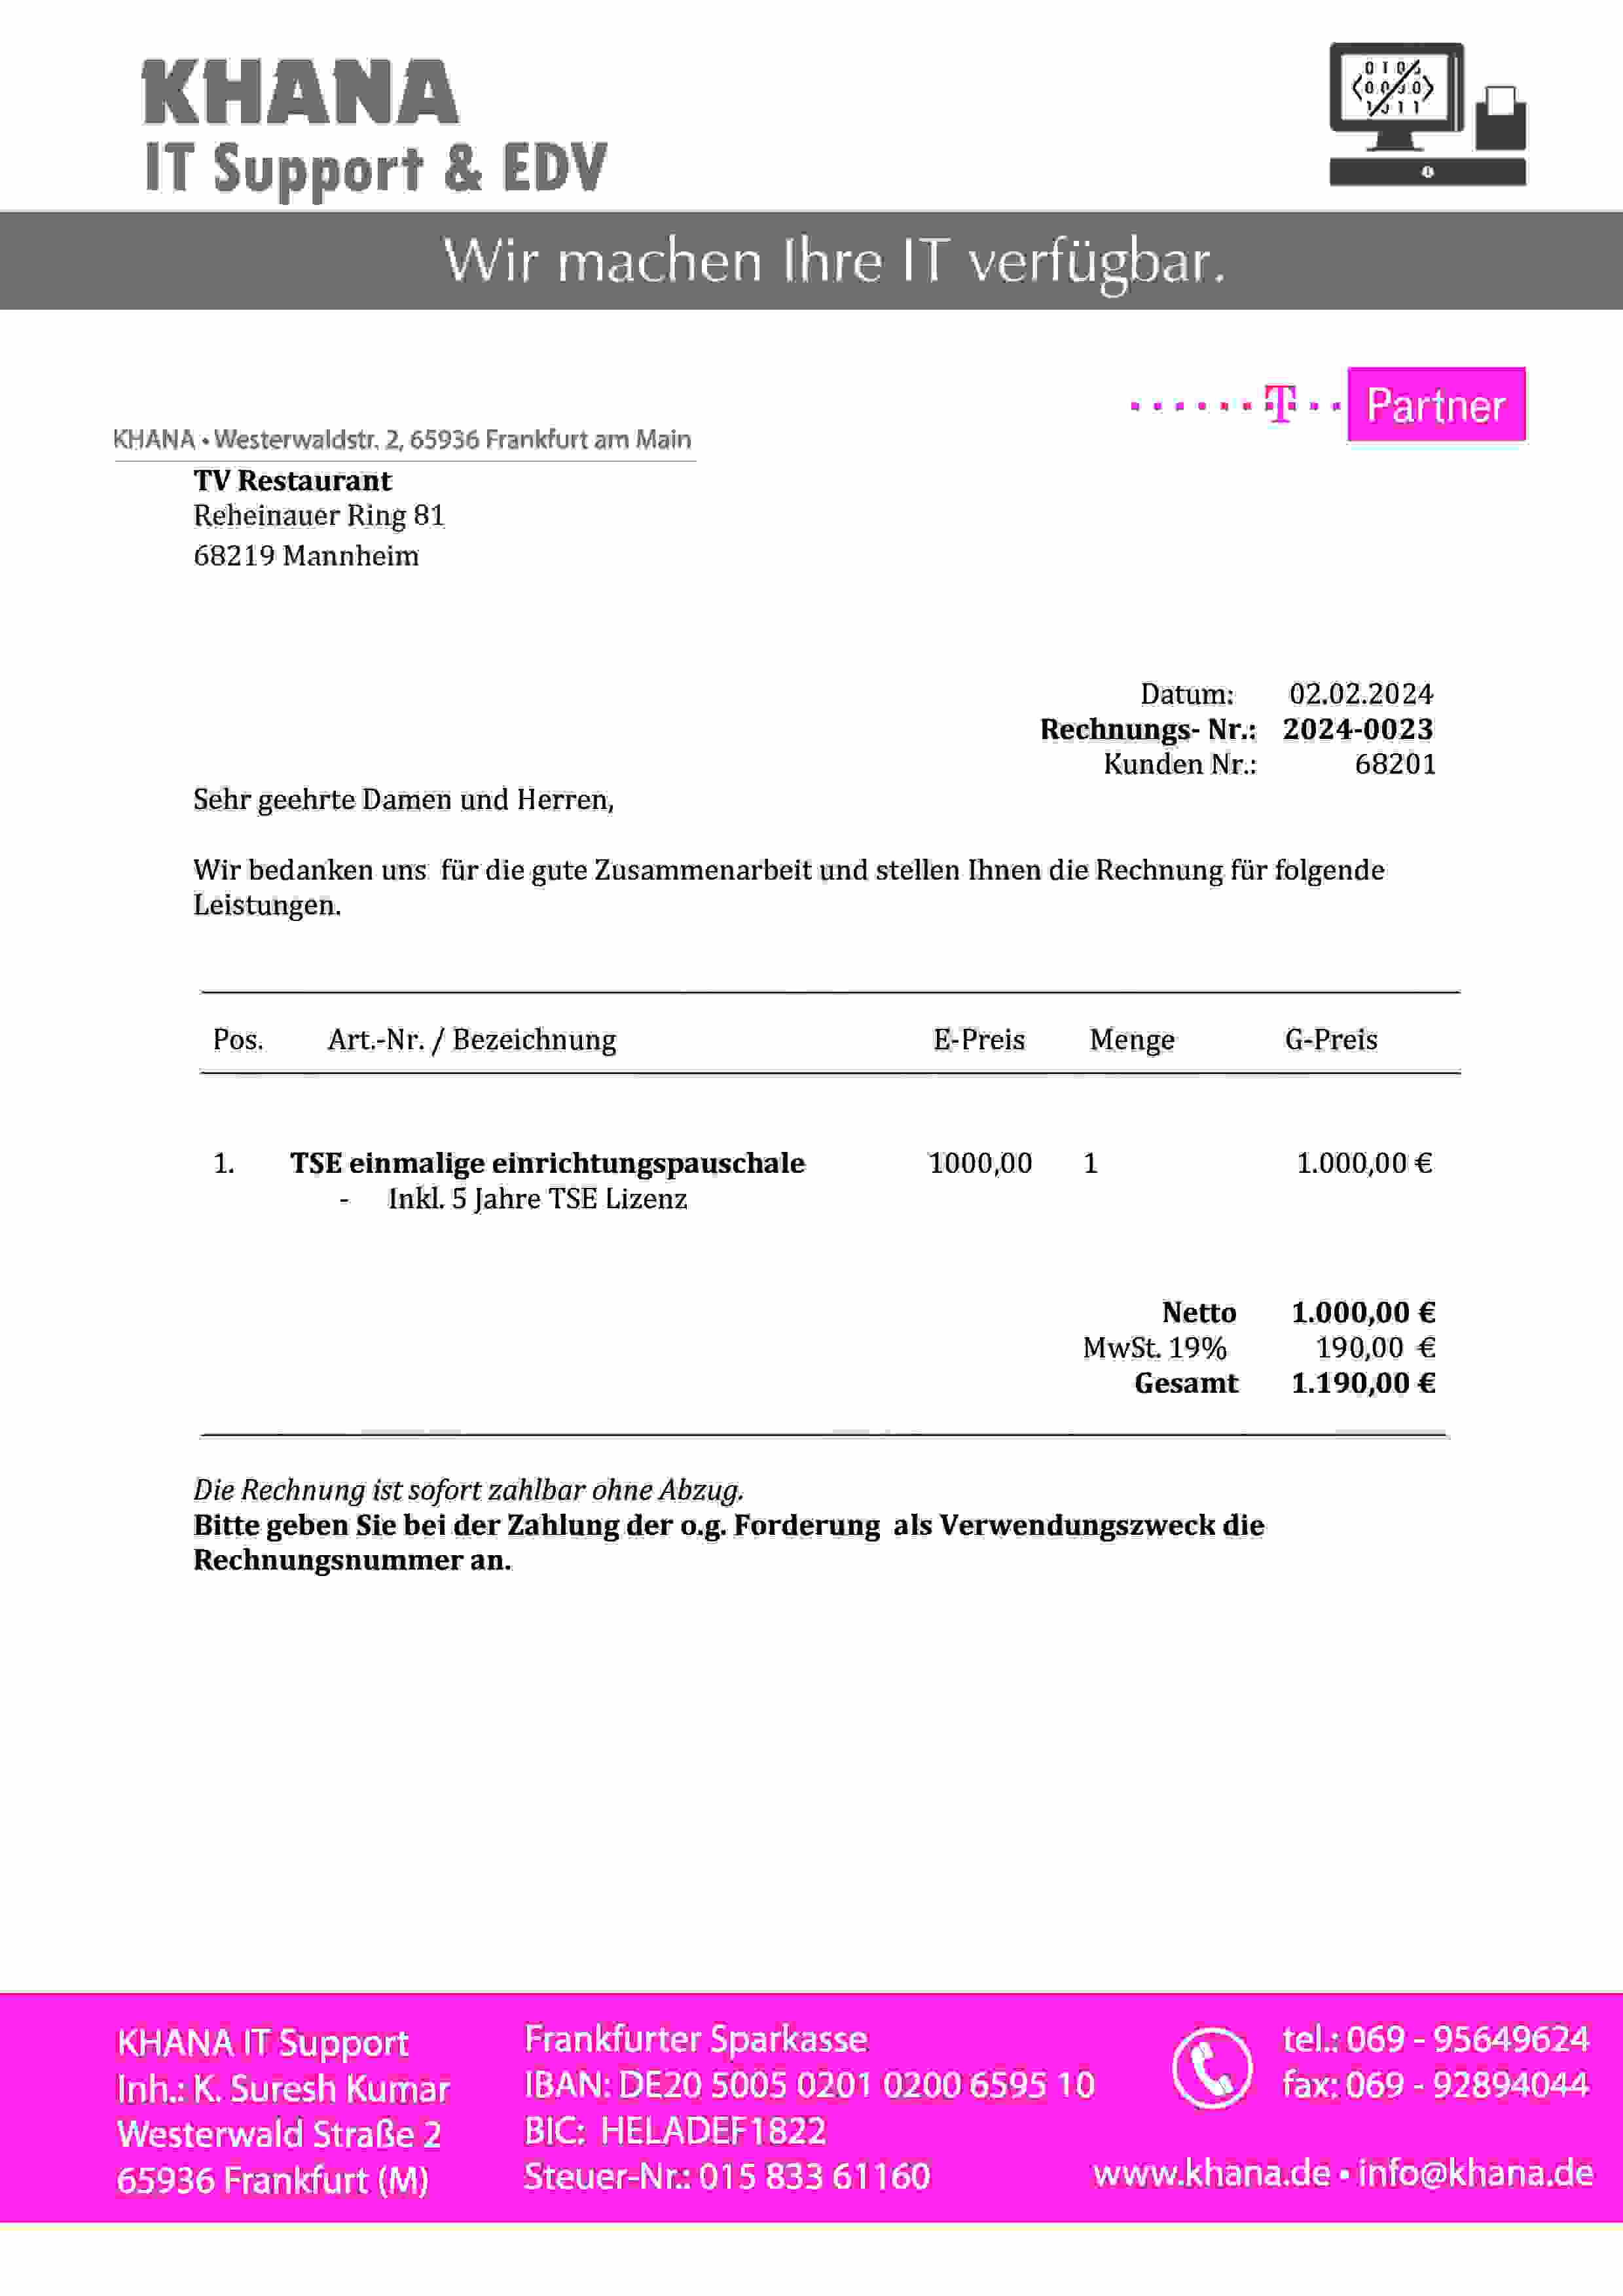 KHANA
IT Support & EDV
Wir machen Ihre IT verfügbar.
T Partner
KHANA • Westerwaldstr. 2, 65936 Frankfurt am Main
TV Restaurant
Reheinauer Ring 81
68219 Mannheim
Datum: 02.02.2024
Rechnungs- Nr.: 2024-0023
Kunden Nr.: 68201
Sehr geehrte Damen und Herren,
Wir bedanken uns für die gute Zusammenarbeit und stellen Ihnen die Rechnung für folgende
Leistungen.
Pos. Art.-Nr. / Bezeichnung E-Preis Menge G-Preis
1. TSE einmalige einrichtungspauschale 1000,00 1 1.000,00 €
- Inkl. 5 Jahre TSE Lizenz
Netto 1.000,00 €
MwSt. 19% 190,00 €
Gesamt 1.190,00 €
Die Rechnung ist sofort zahlbar ohne Abzug.
Bitte geben Sie bei der Zahlung der o.g. Forderung als Verwendungszweck die
Rechnungsnummer an.
KHANA IT Support
Inh.: K. Suresh Kumar
Westerwald Straße 2
65936 Frankfurt (M)
Frankfurter Sparkasse
IBAN: DE20 5005 0201 0200 6595 10
BIC: HELADEF1822
Steuer-Nr.: 015 833 61160
tel.: 069 - 95649624
fax: 069 - 92894044
www.khana.de • info@khana.de